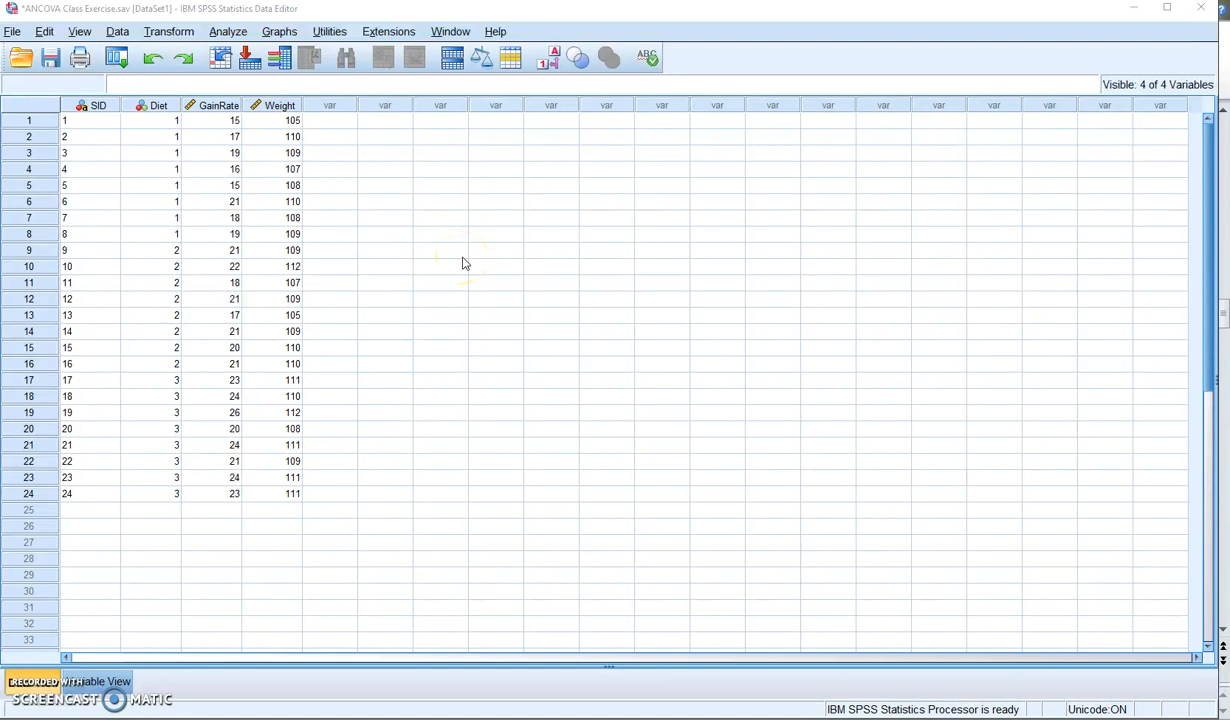 *ANCOVA Class Exercise.sav [DataSet1] - IBM SPSS Statistics Data Editor
File Edit View Data Transform Analyze Graphs Utilities Extensions Window Help
Visible: 4 of 4 Variables
SID Diet GainRate Weight var var var var var var var var var var var var var var var var
1 1 1 15 105
2 2 1 17 110
3 3 1 19 109
4 4 1 16 107
5 5 1 15 108
6 6 1 21 110
7 7 1 18 108
8 8 1 19 109
9 9 2 21 109
10 10 2 22 112
11 11 2 18 107
12 12 2 21 109
13 13 2 17 105
14 14 2 21 109
15 15 2 20 110
16 16 2 21 110
17 17 3 23 111
18 18 3 24 110
19 19 3 26 112
20 20 3 20 108
21 21 3 24 111
22 22 3 21 109
23 23 3 24 111
24 24 3 23 111
25
26
27
28
29
30
31
32
33
Variable View
RECORDED WITH
SCREENCAST MATIC
IBM SPSS Statistics Processor is ready Unicode:ON